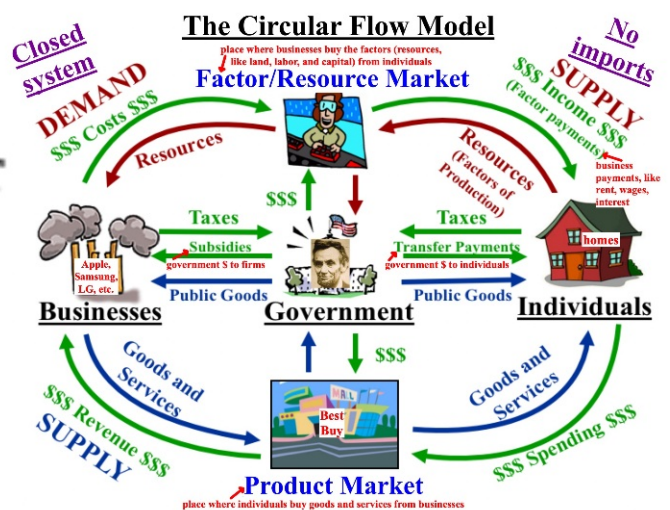 The Circular Flow Model
Closed
system
No
imports
place where businesses buy the factors (resources,
like land, labor, and capital) from individuals
Factor/Resource Market
DEMAND
$$$ Costs $$$
Resources
SUPPLY
$$$ Income $$$
(Factor payments)
Resources
(Factors of
Production)
business
payments, like
rent, wages,
interest
$$$
Taxes
Subsidies
government $ to firms
Public Goods
Taxes
Transfer Payments
government $ to individuals
Public Goods
Apple,
Samsung,
LG, etc.
homes
Businesses
Government
Individuals
Goods and
Services
$$$ Revenue $$$
SUPPLY
$$$
MALL
Best
Buy
Goods and
Services
$$$ Spending $$$
Product Market
place where individuals buy goods and services from businesses